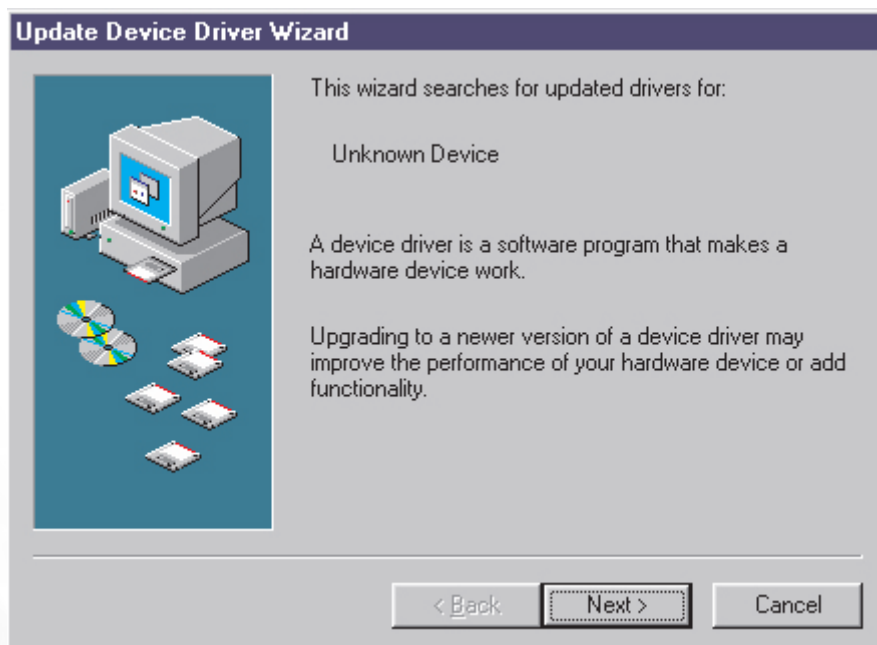 Update Device Driver Wizard
This wizard searches for updated drivers for:
Unknown Device
A device driver is a software program that makes a
hardware device work.
Upgrading to a newer version of a device driver may
improve the performance of your hardware device or add
functionality.
< Back
Next >
Cancel